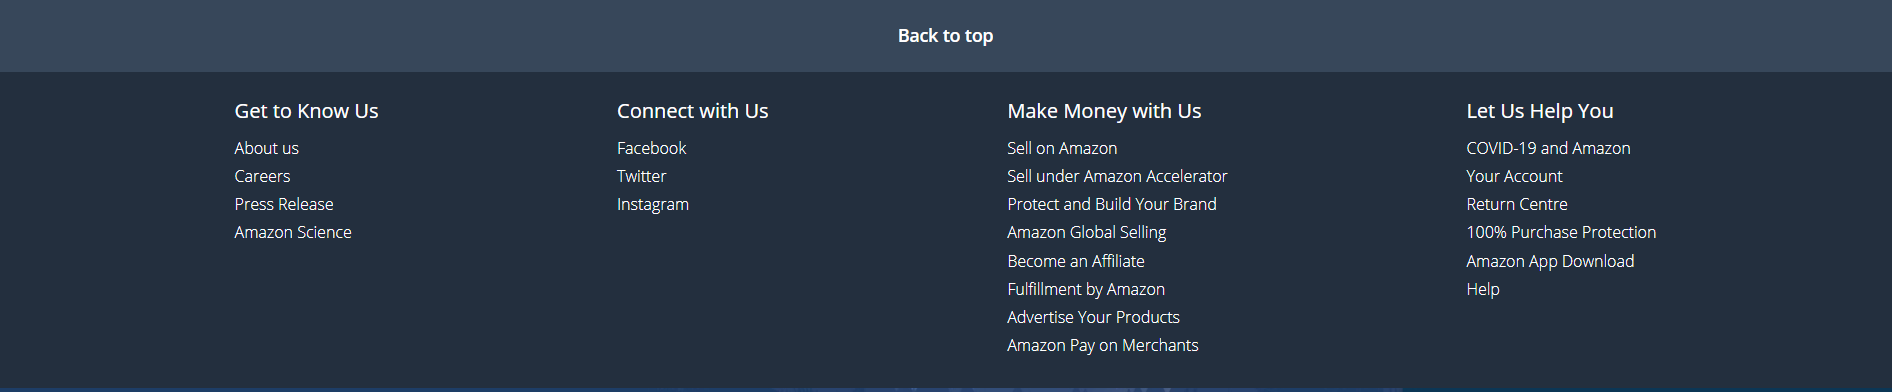 Back to top
Get to Know Us
About us
Careers
Press Release
Amazon Science
Connect with Us
Facebook
Twitter
Instagram
Make Money with Us
Sell on Amazon
Sell under Amazon Accelerator
Protect and Build Your Brand
Amazon Global Selling
Become an Affiliate
Fulfillment by Amazon
Advertise Your Products
Amazon Pay on Merchants
Let Us Help You
COVID-19 and Amazon
Your Account
Return Centre
100% Purchase Protection
Amazon App Download
Help